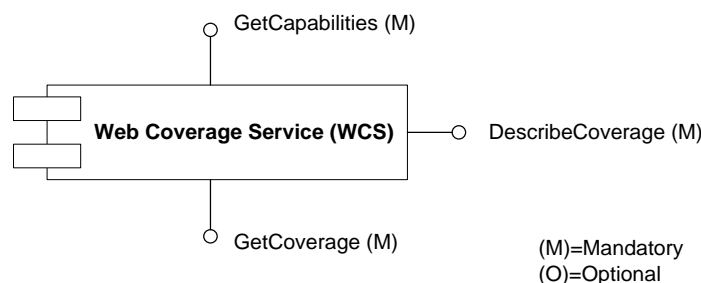 GetCapabilities (M)
Web Coverage Service (WCS)
DescribeCoverage (M)
GetCoverage (M)
(M)=Mandatory
(O)=Optional